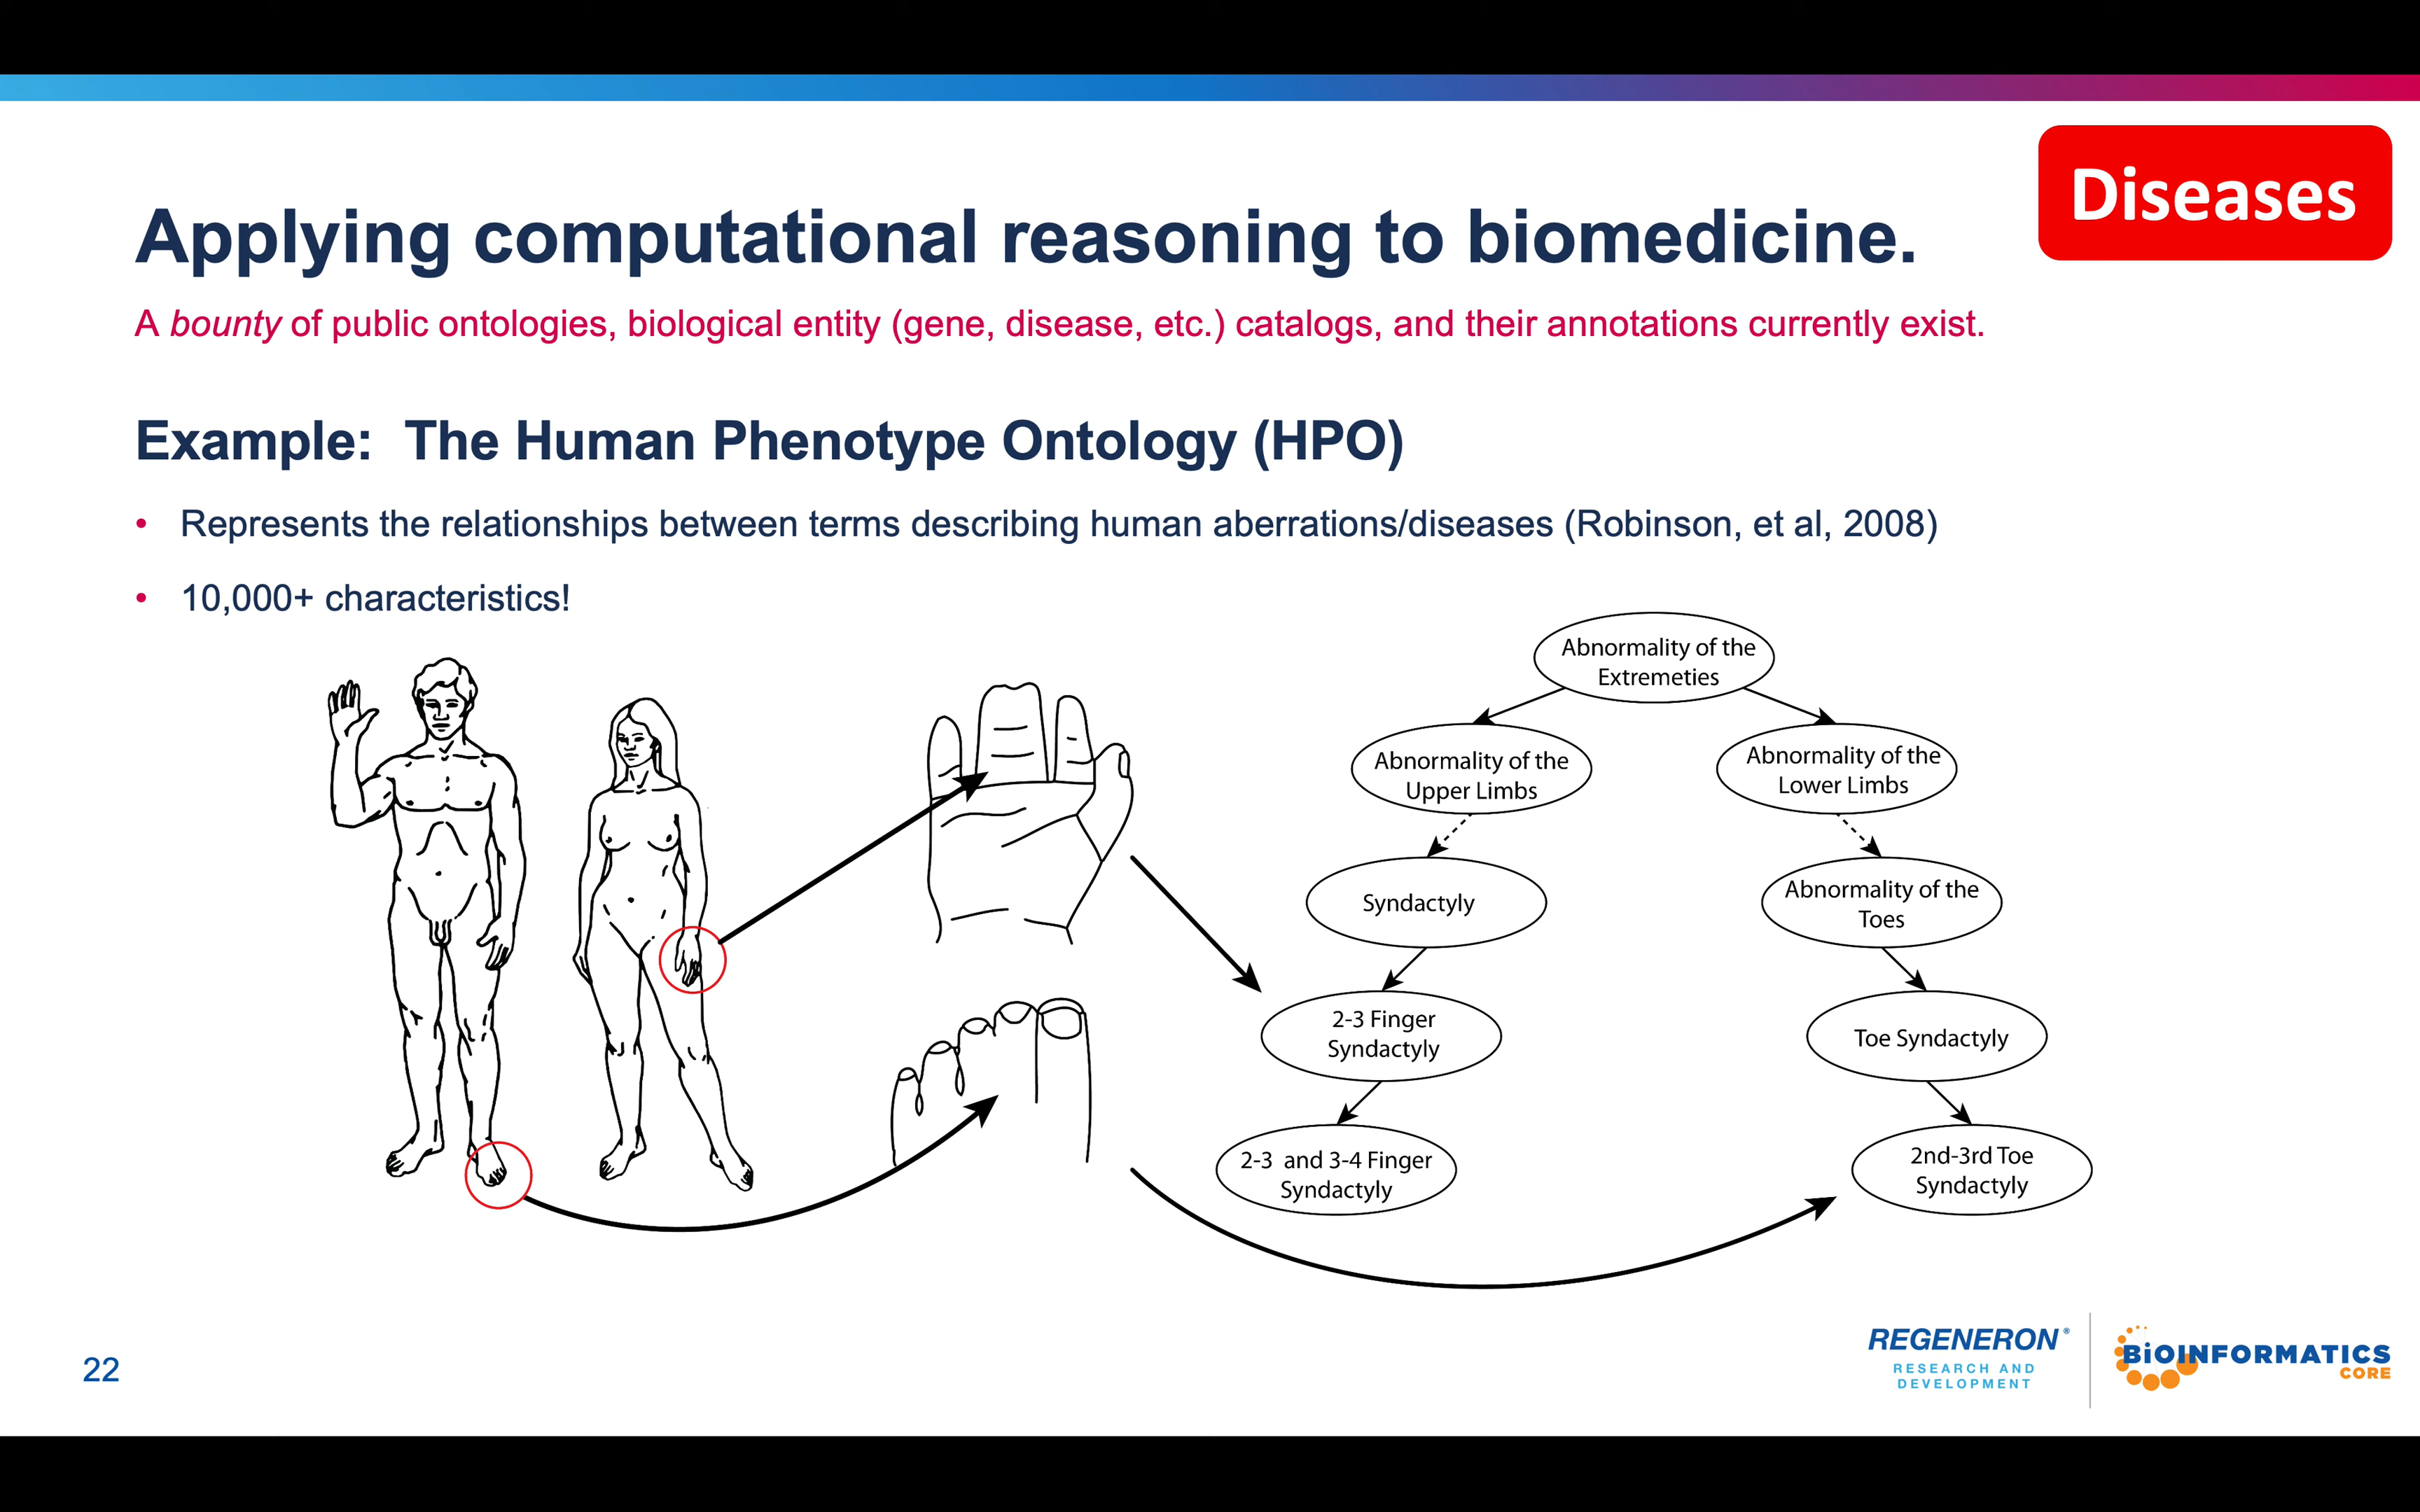 Diseases
Applying computational reasoning to biomedicine.
A bounty of public ontologies, biological entity (gene, disease, etc.) catalogs, and their annotations currently exist.
Example: The Human Phenotype Ontology (HPO)
• Represents the relationships between terms describing human aberrations/diseases (Robinson, et al, 2008)
• 10,000+ characteristics!
Abnormality of the
Extremeties
Abnormality of the
Upper Limbs
Abnormality of the
Lower Limbs
Syndactyly
Abnormality of the
Toes
2-3 Finger
Syndactyly
Toe Syndactyly
2-3 and 3-4 Finger
Syndactyly
2nd-3rd Toe
Syndactyly
22
REGENERON®
RESEARCH AND
DEVELOPMENT
BiOINFORMATICS
CORE